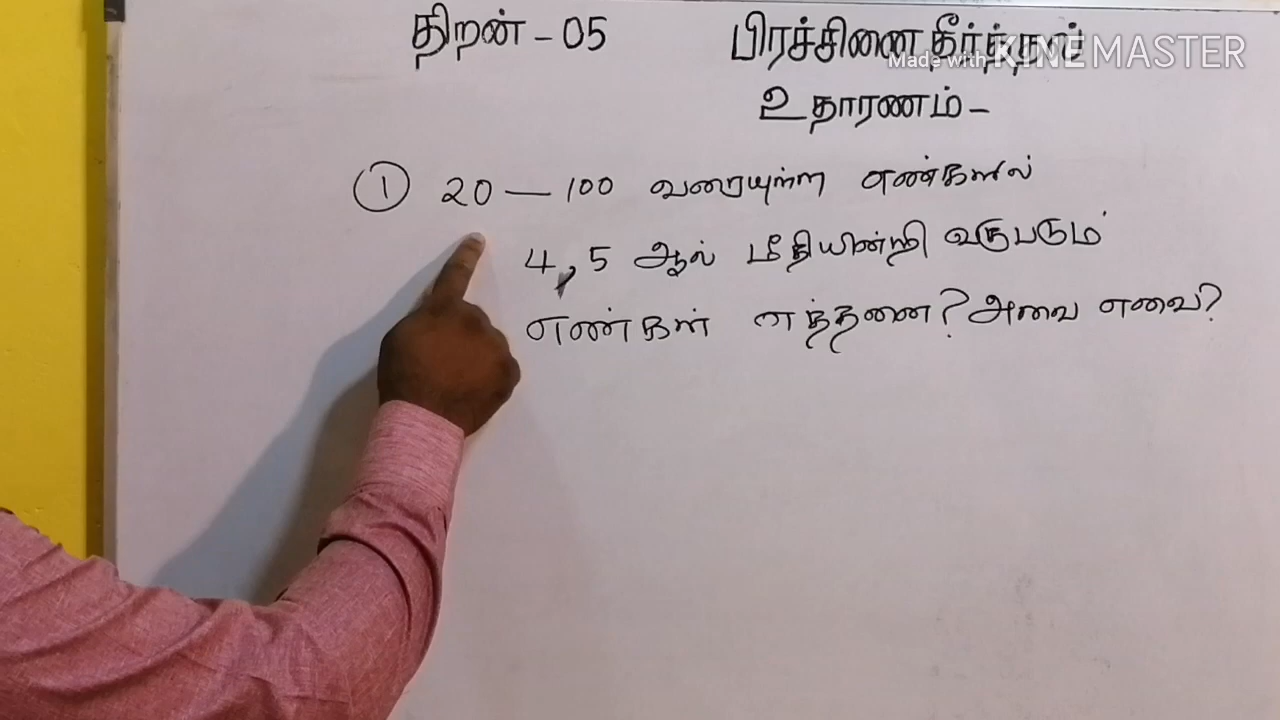 திறன் - 05 பிரச்சினை தீர்த்தல்
Made with KINEMASTER
உதாரணம் -
① 20 — 100 வரையுள்ள எண்களில்
4, 5 ஆல் மீதியின்றி வகுபடும்
எண்கள் எத்தனை? அவை எவை?